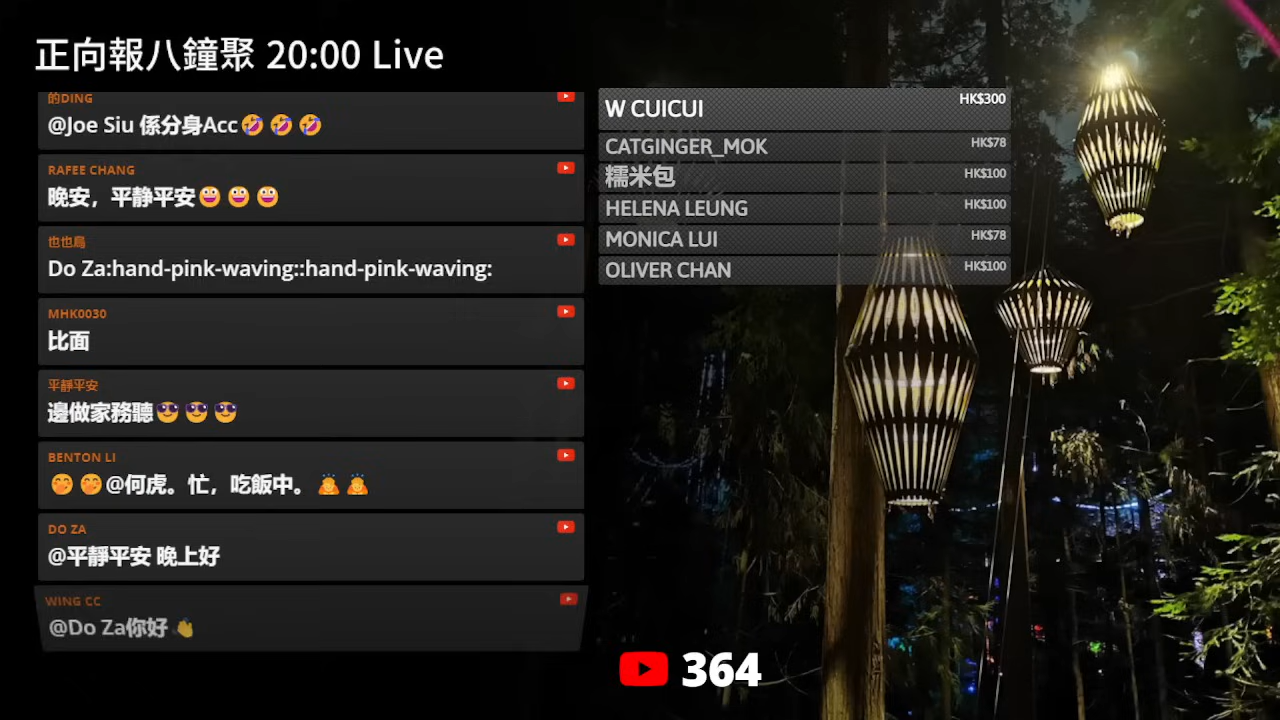 正向報八鐘聚 20:00 Live
的DING
@Joe Siu 係分身Acc🤣🤣🤣
RAFEE CHANG
晚安，平静平安😀😀😀
也也鳥
Do Za:hand-pink-waving::hand-pink-waving:
MHK0030
比面
平靜平安
邊做家務聽😎😎😎
BENTON LI
🤭🤭@何虎。忙，吃飯中。🙇🙇
DO ZA
@平靜平安 晚上好
WING CC
@Do Za你好👏
W CUICUI HK$300
CATGINGER_MOK HK$78
糯米包 HK$100
HELENA LEUNG HK$100
MONICA LUI HK$78
OLIVER CHAN HK$100
364